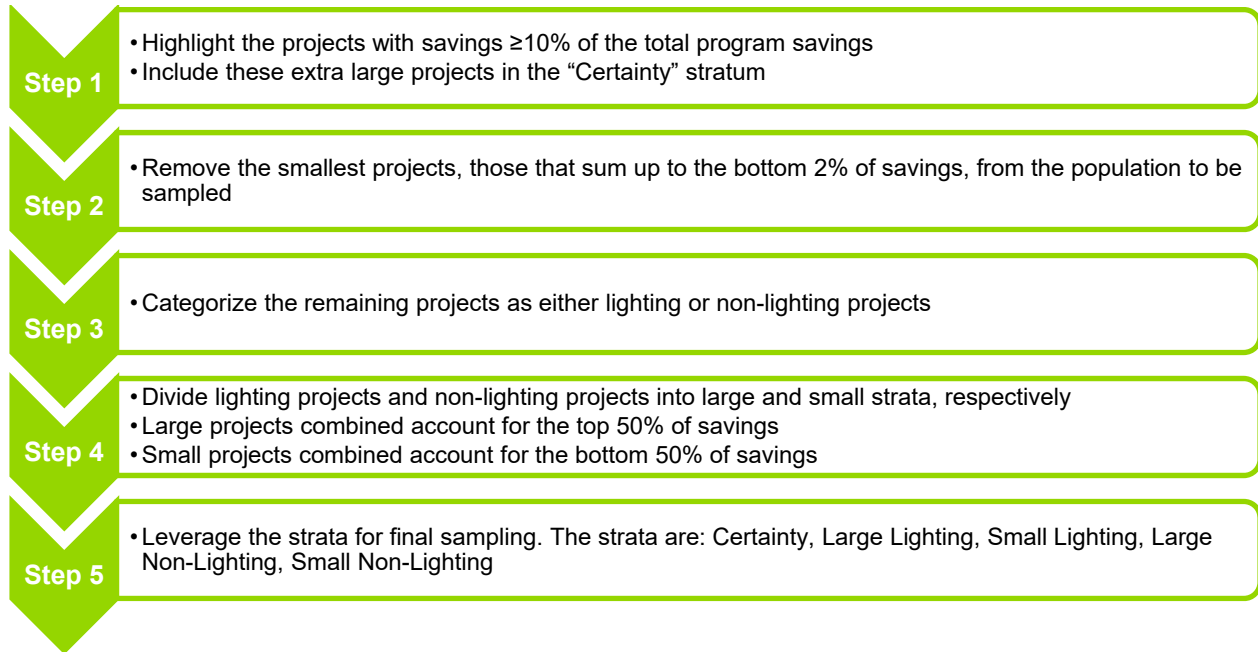 Step 1
•Highlight the projects with savings ≥10% of the total program savings
•Include these extra large projects in the “Certainty” stratum
Step 2
•Remove the smallest projects, those that sum up to the bottom 2% of savings, from the population to be
sampled
Step 3
•Categorize the remaining projects as either lighting or non-lighting projects
Step 4
•Divide lighting projects and non-lighting projects into large and small strata, respectively
•Large projects combined account for the top 50% of savings
•Small projects combined account for the bottom 50% of savings
Step 5
•Leverage the strata for final sampling. The strata are: Certainty, Large Lighting, Small Lighting, Large
Non-Lighting, Small Non-Lighting